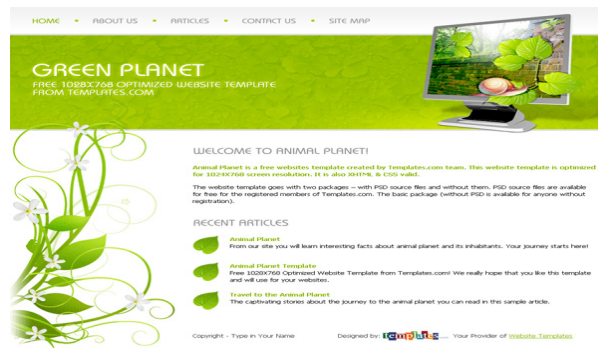 HOME • ABOUT US • ARTICLES • CONTACT US • SITE MAP
GREEN PLANET
FREE 1028X768 OPTIMIZED WEBSITE TEMPLATE
FROM TEMPLATES.COM
WELCOME TO ANIMAL PLANET!
Animal Planet is a free websites template created by Templates.com team. This website template is optimized
for 1024X768 screen resolution. It is also XHTML & CSS valid.
The website template goes with two packages – with PSD source files and without them. PSD source files are available
for free for the registered members of Templates.com. The basic package (without PSD is available for anyone without
registration).
RECENT ARTICLES
Animal Planet
From our site you will learn interesting facts about animal planet and its inhabitants. Your journey starts here!
Animal Planet Template
Free 1028X768 Optimized Website Template from Templates.com! We really hope that you like this template
and will use for your websites.
Travel to the Animal Planet
The captivating stories about the journey to the animal planet you can read in this sample article.
Copyright - Type in Your Name Designed by: templates.com Your Provider of Website Templates